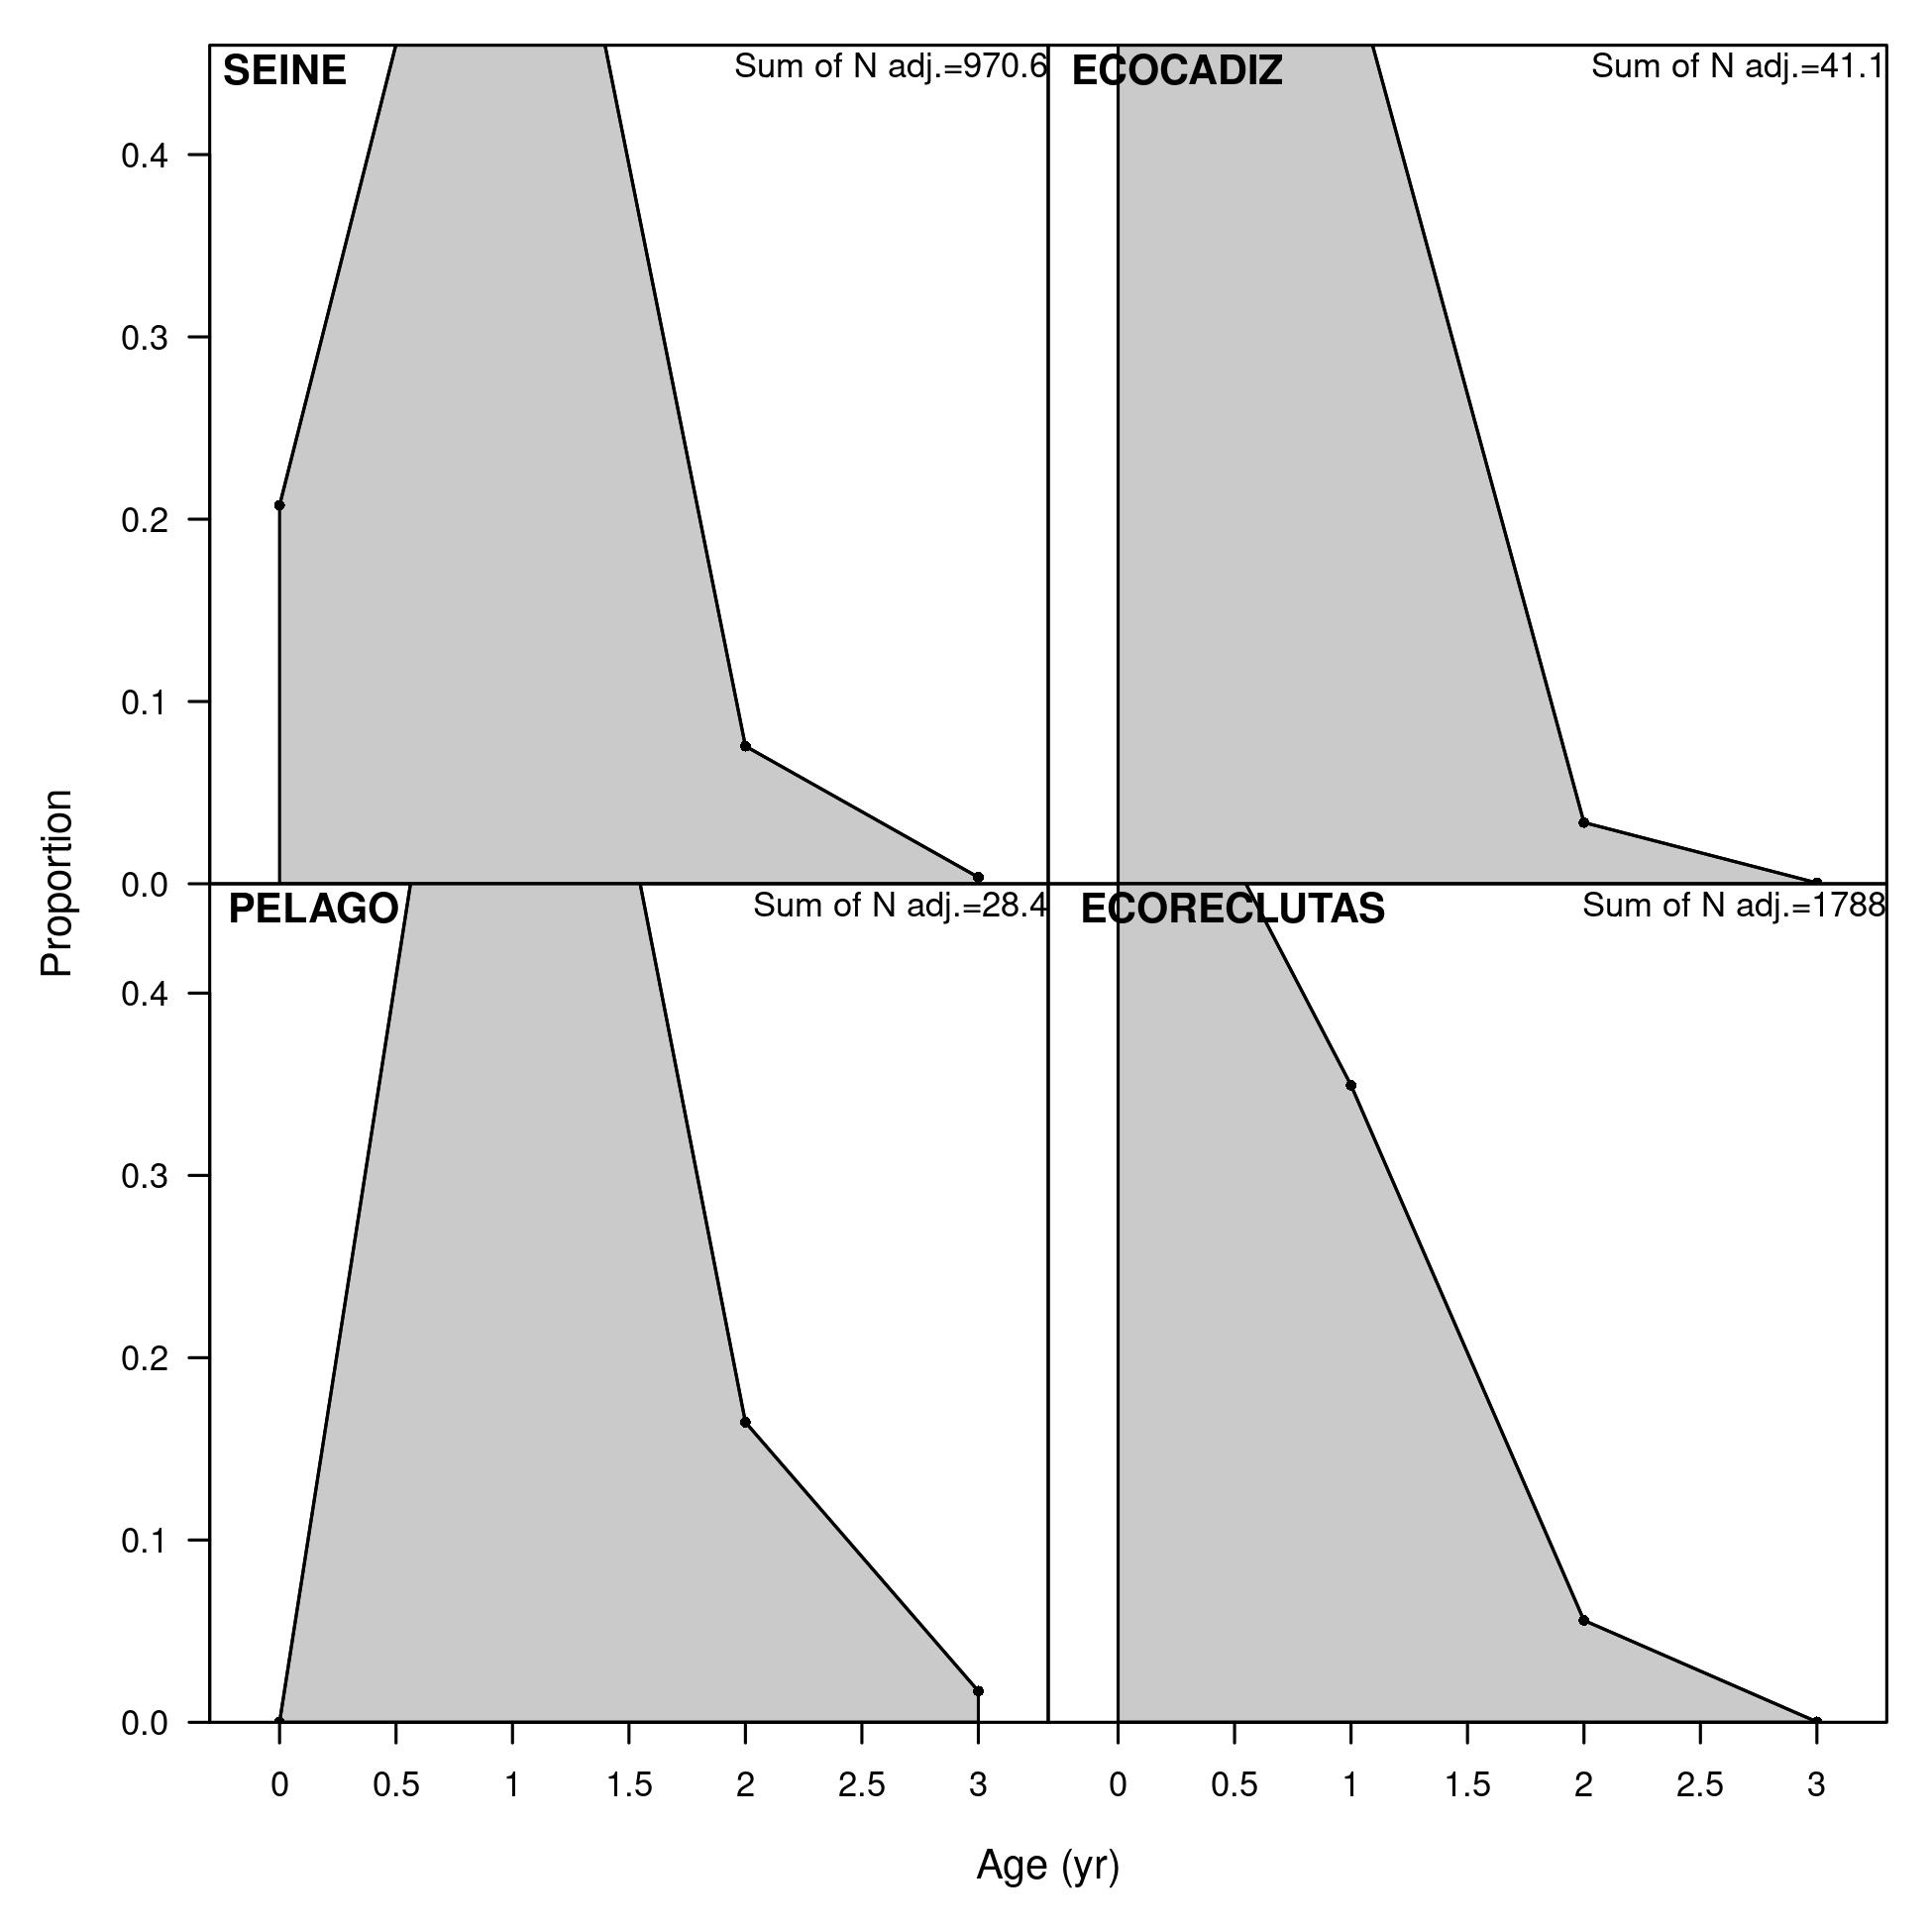 SEINE
Sum of N adj.=970.6
ECOCADIZ
Sum of N adj.=41.1
0.4
0.3
0.2
0.1
0.0
PELAGO
Sum of N adj.=28.4
ECORECLUTAS
Sum of N adj.=1788
0.4
0.3
0.2
0.1
0.0
Proportion
0 0.5 1 1.5 2 2.5 3 0 0.5 1 1.5 2 2.5 3
Age (yr)